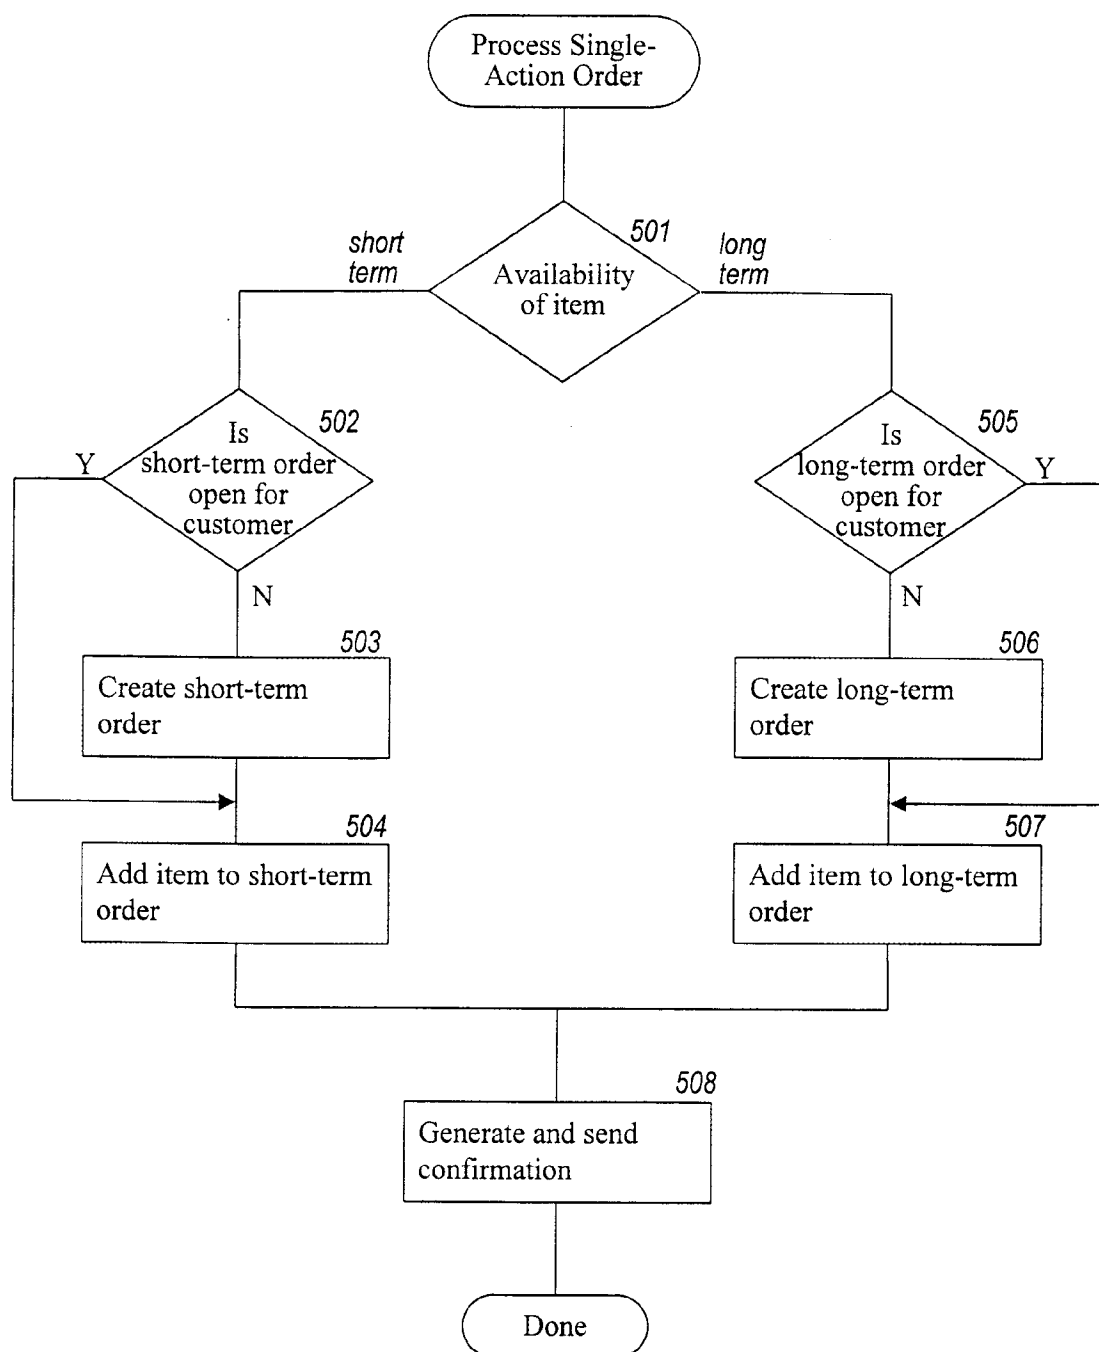 Process Single-
Action Order
501
short
term
long
term
Availability
of item
502
Is
short-term order
open for
customer
Y
N
505
Is
long-term order
open for
customer
Y
N
503
Create short-term
order
506
Create long-term
order
504
Add item to short-term
order
507
Add item to long-term
order
508
Generate and send
confirmation
Done